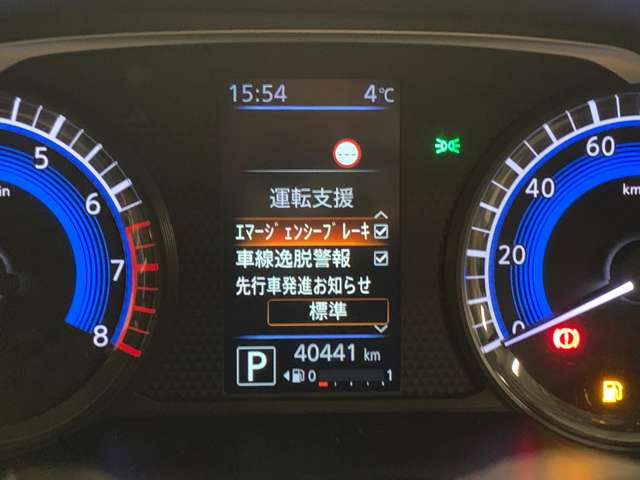 15:54 4℃
運転支援
エマージェンシーブレーキ
車線逸脱警報
先行車発進お知らせ
標準
P 40441 km
0 1
5
6
7
8
in
60
40
20
0
km